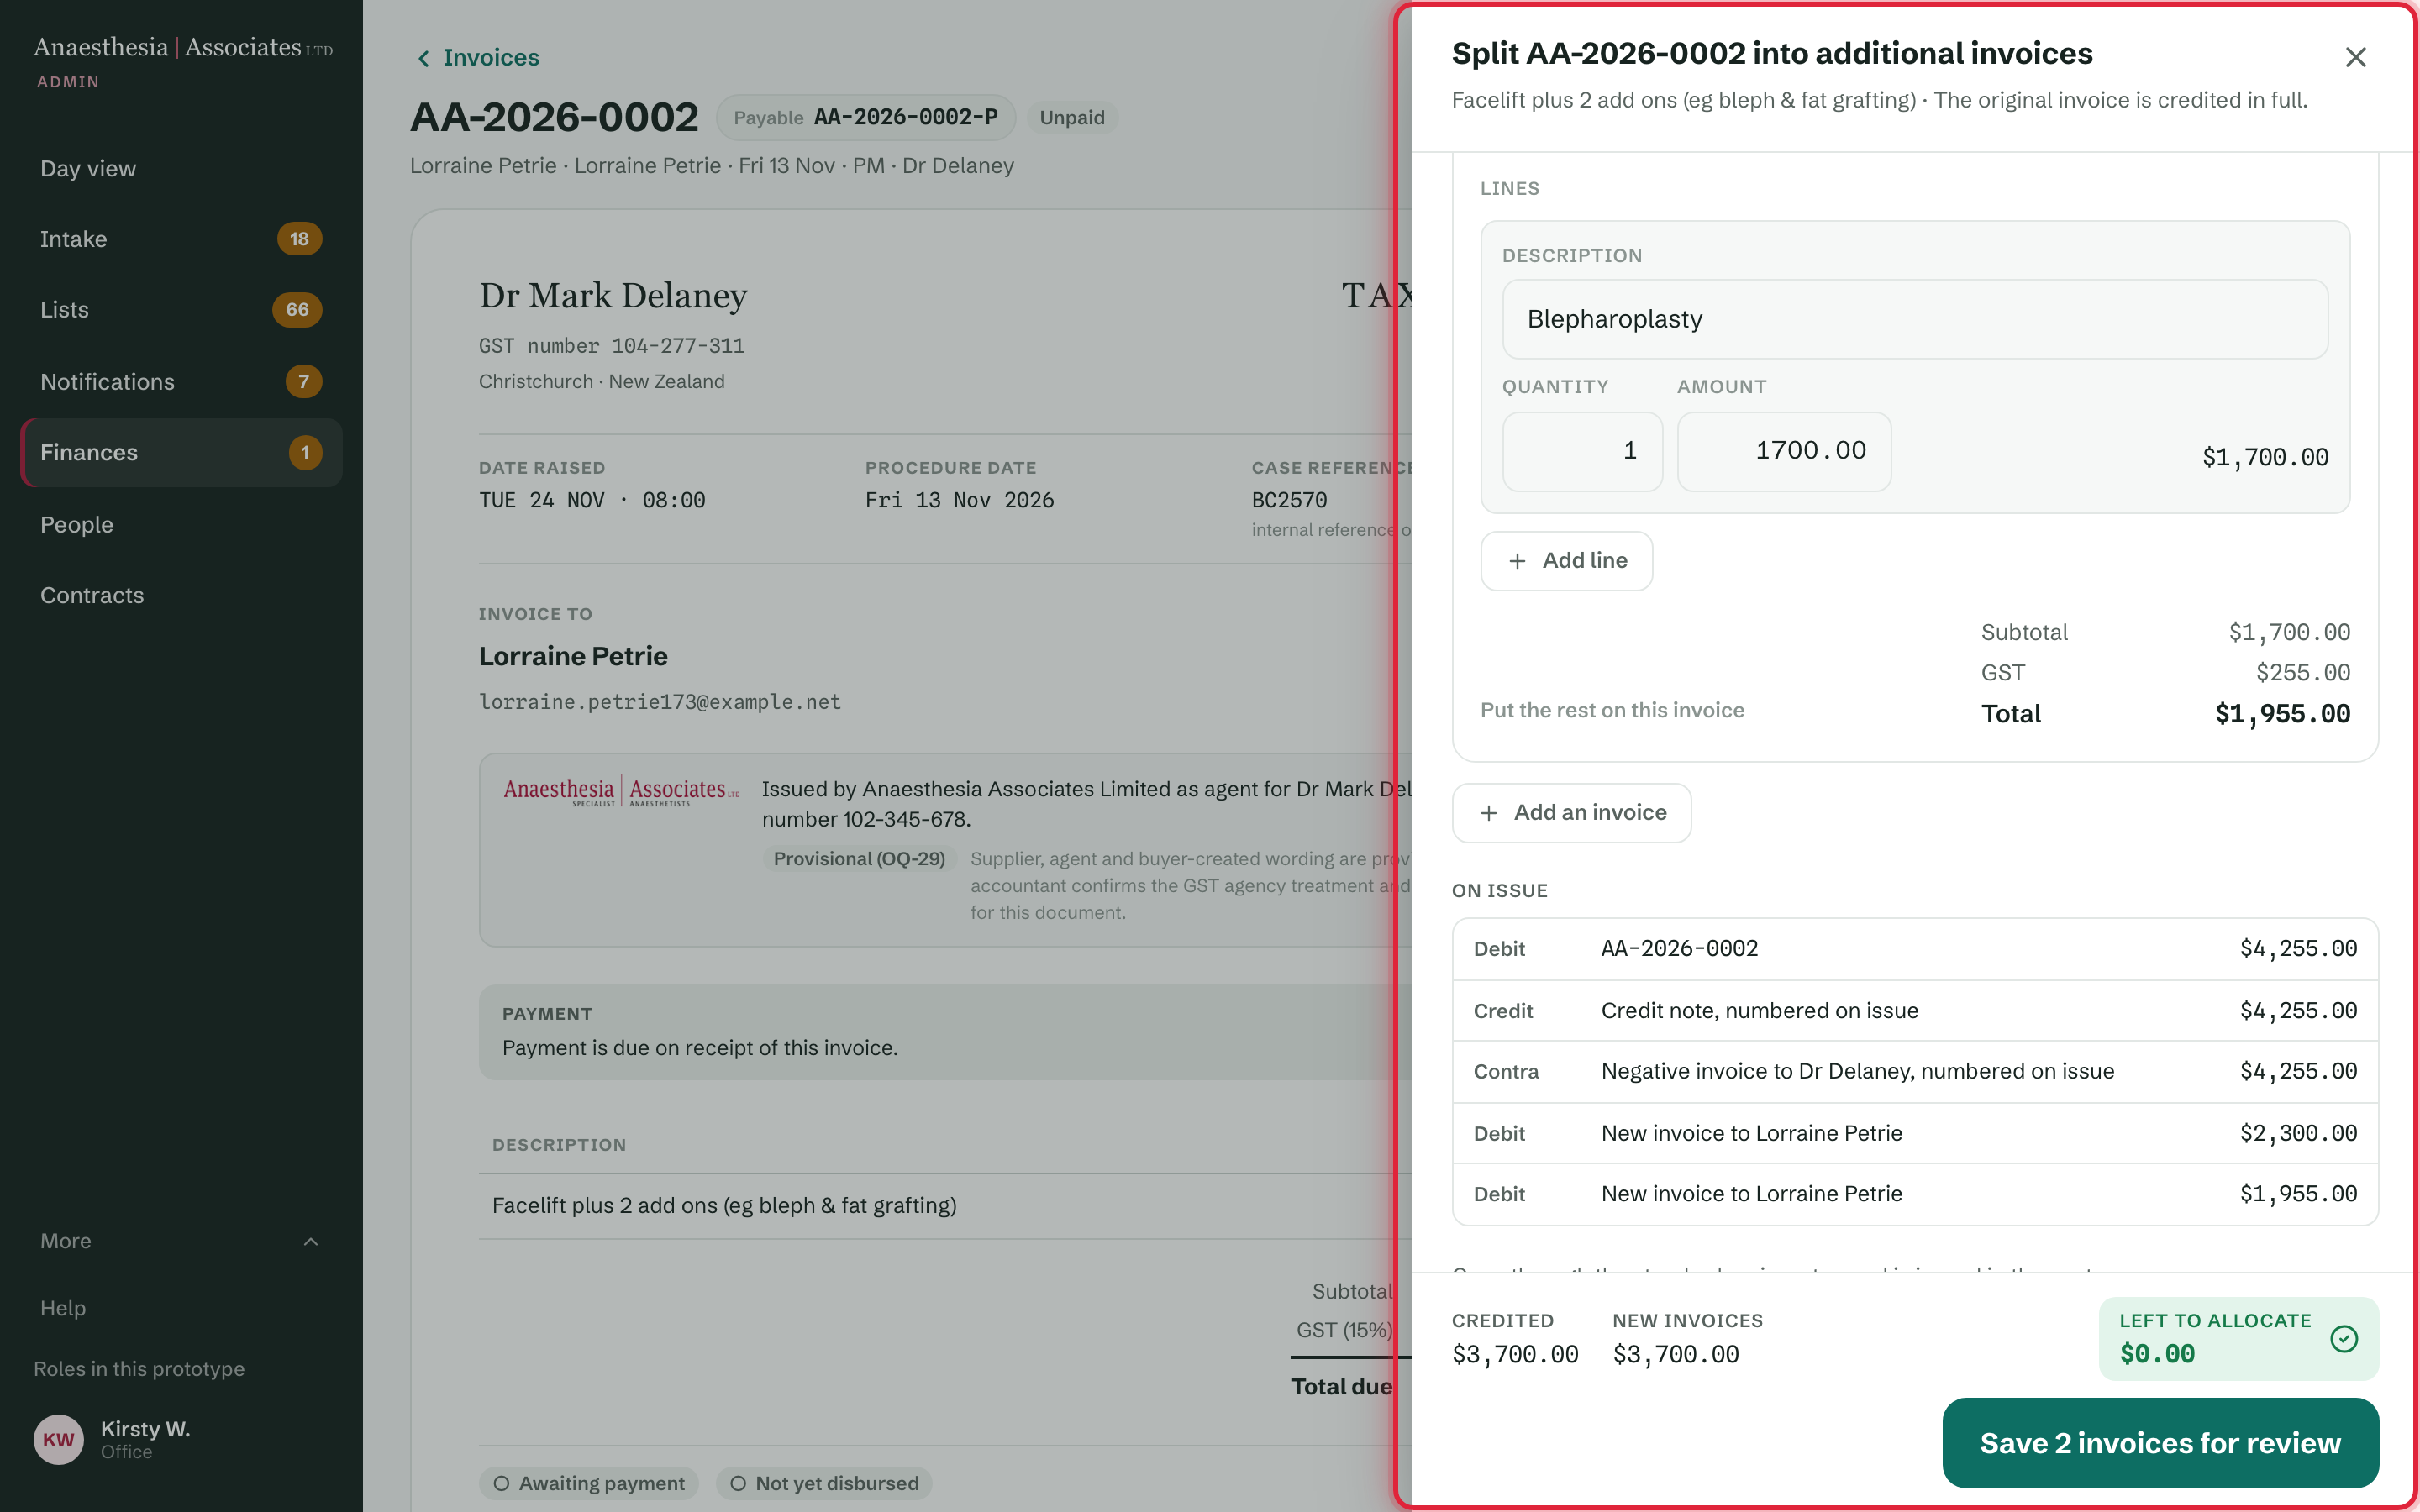 Anaesthesia | Associates LTD
ADMIN
Day view
Intake 18
Lists 66
Notifications 7
Finances 1
People
Contracts
More
Help
Roles in this prototype
KW
Kirsty W.
Office
Invoices
AA-2026-0002 Payable AA-2026-0002-P Unpaid
Lorraine Petrie · Lorraine Petrie · Fri 13 Nov · PM · Dr Delaney
Dr Mark Delaney TAX
GST number 104-277-311
Christchurch · New Zealand
DATE RAISED PROCEDURE DATE CASE REFERENCE
TUE 24 NOV · 08:00 Fri 13 Nov 2026 BC2570
internal reference
INVOICE TO
Lorraine Petrie
lorraine.petrie173@example.net
Anaesthesia | Associates LTD
SPECIALIST ANAESTHETISTS
Issued by Anaesthesia Associates Limited as agent for Dr Mark Del
number 102-345-678.
Provisional (OQ-29) Supplier, agent and buyer-created wording are prov
accountant confirms the GST agency treatment and
for this document.
PAYMENT
Payment is due on receipt of this invoice.
DESCRIPTION
Facelift plus 2 add ons (eg bleph & fat grafting)
Subtotal
GST (15%)
Total due
Awaiting payment Not yet disbursed
Split AA-2026-0002 into additional invoices
Facelift plus 2 add ons (eg bleph & fat grafting) · The original invoice is credited in full.
LINES
DESCRIPTION
Blepharoplasty
QUANTITY AMOUNT
1 1700.00 $1,700.00
+ Add line
Subtotal $1,700.00
GST $255.00
Put the rest on this invoice Total $1,955.00
+ Add an invoice
ON ISSUE
Debit AA-2026-0002 $4,255.00
Credit Credit note, numbered on issue $4,255.00
Contra Negative invoice to Dr Delaney, numbered on issue $4,255.00
Debit New invoice to Lorraine Petrie $2,300.00
Debit New invoice to Lorraine Petrie $1,955.00
CREDITED NEW INVOICES LEFT TO ALLOCATE
$3,700.00 $3,700.00 $0.00
Save 2 invoices for review